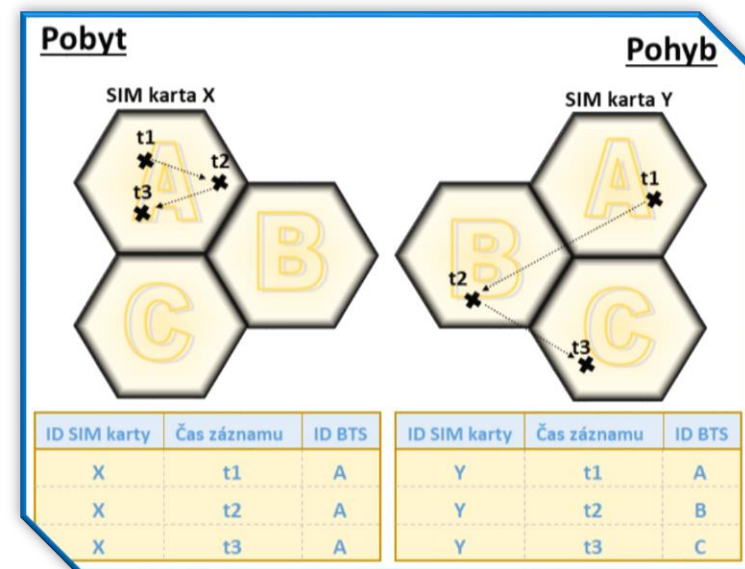 Pobyt
SIM karta X
t1
t2
t3
A
B
C
ID SIM karty Čas záznamu ID BTS
X t1 A
X t2 A
X t3 A
Pohyb
SIM karta Y
A
t1
B
t2
C
t3
ID SIM karty Čas záznamu ID BTS
Y t1 A
Y t2 B
Y t3 C